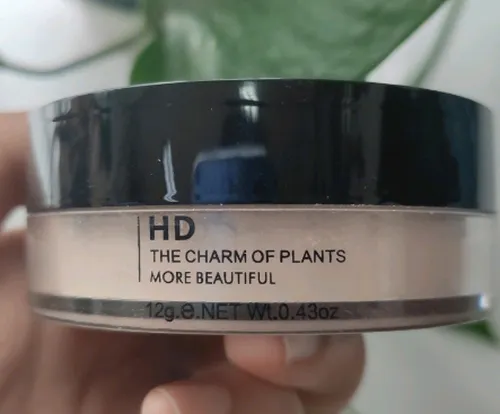 HD
THE CHARM OF PLANTS
MORE BEAUTIFUL
12g.e.NET Wt.0.43oz